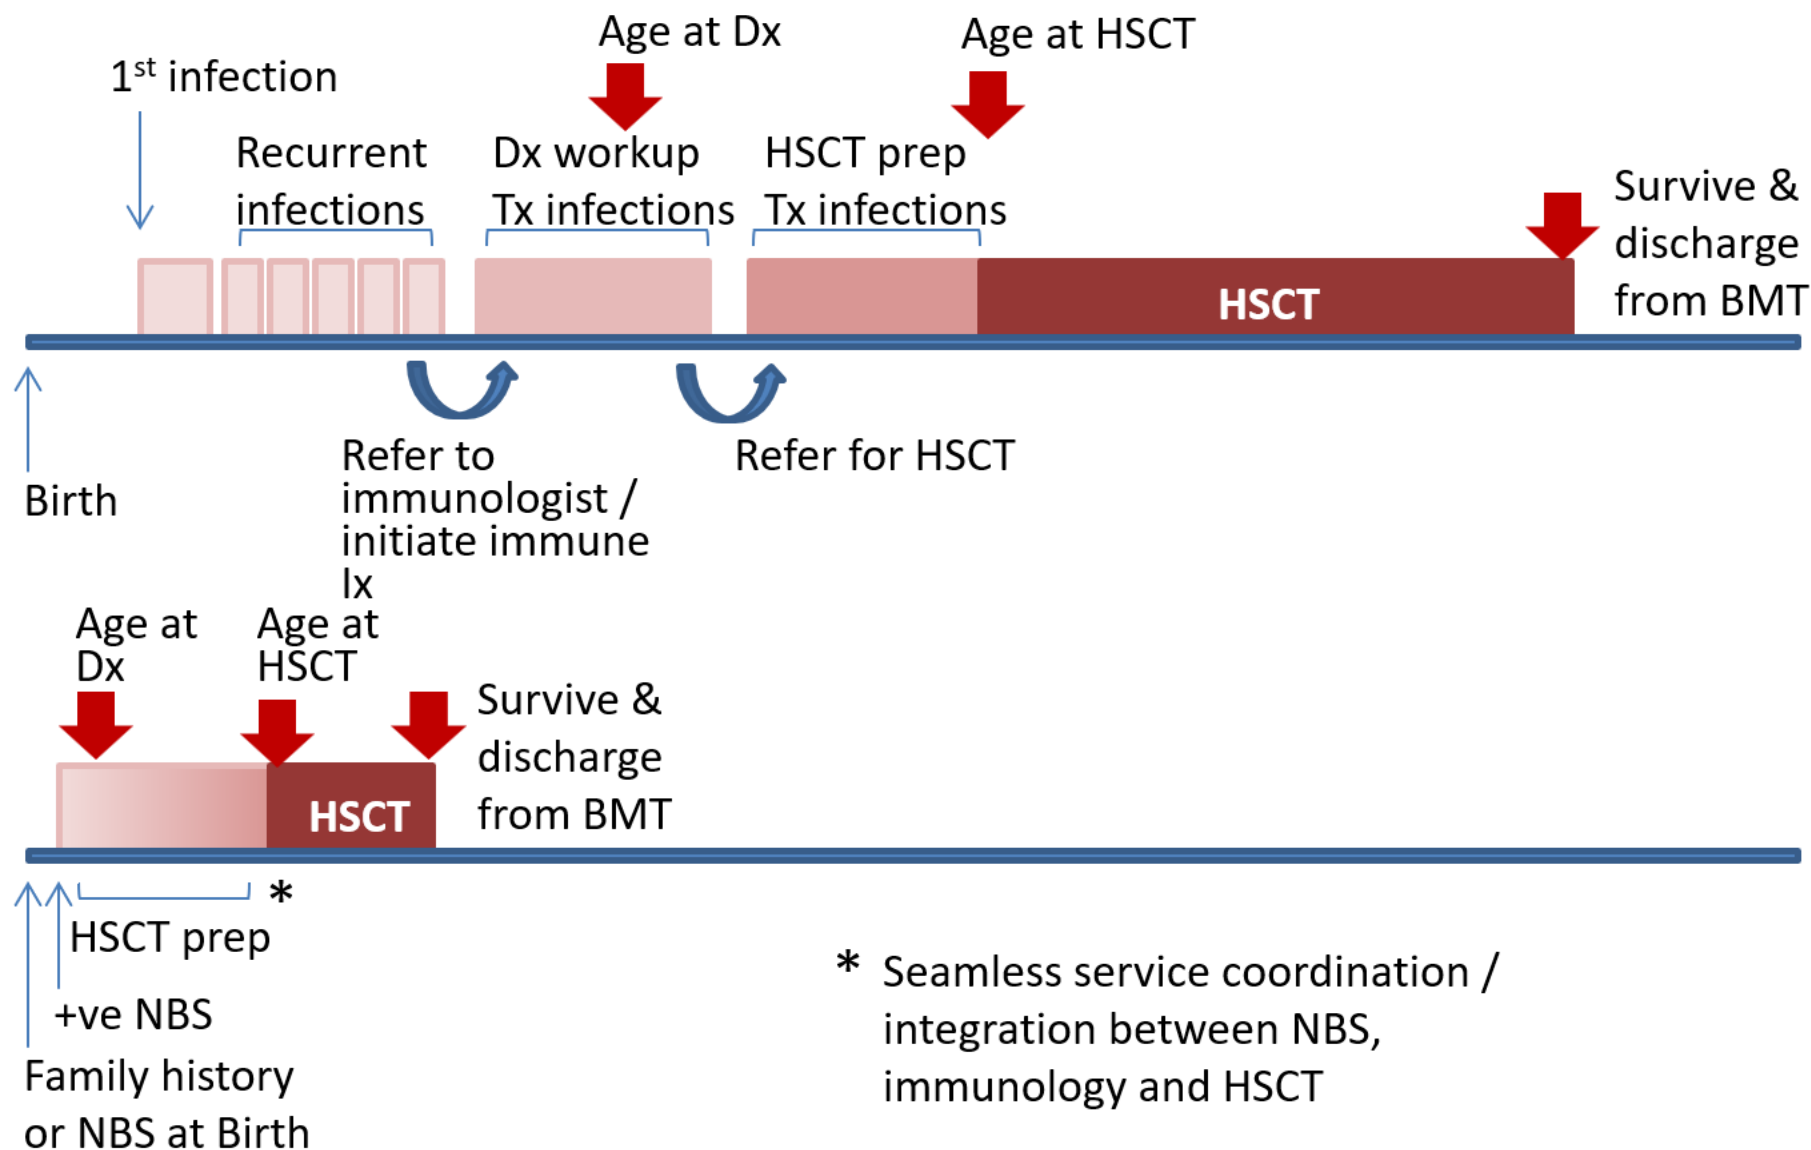 Age at Dx
Age at HSCT
1st infection
Recurrent
infections
Dx workup
Tx infections
HSCT prep
Tx infections
Survive &
discharge
from BMT
HSCT
Birth
Refer to
immunologist /
initiate immune
Ix
Refer for HSCT
Age at
Dx
Age at
HSCT
Survive &
discharge
from BMT
HSCT
*
HSCT prep
+ve NBS
Family history
or NBS at Birth
* Seamless service coordination /
integration between NBS,
immunology and HSCT